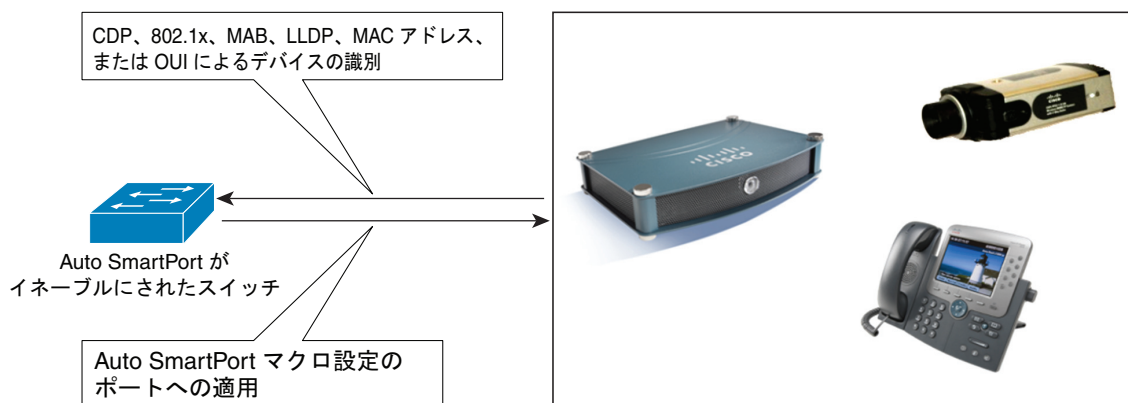 CDP、802.1x、MAB、LLDP、MAC アドレス、
または OUI によるデバイスの識別
CISCO
CISCO
Auto SmartPort が
イネーブルにされたスイッチ
Auto SmartPort マクロ設定の
ポートへの適用